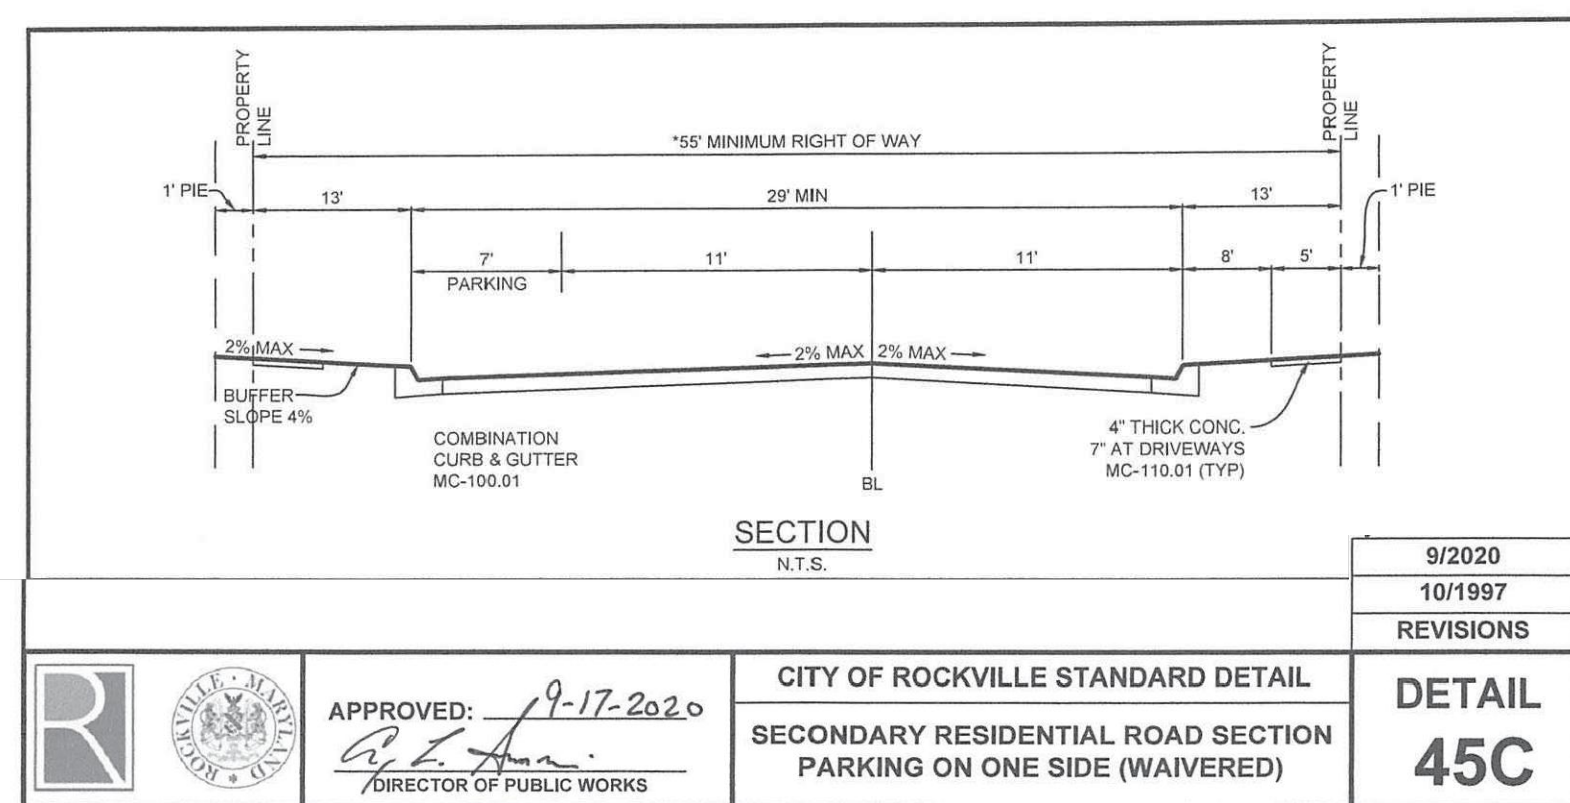 PROPERTY
LINE
PROPERTY
LINE
*55' MINIMUM RIGHT OF WAY
1' PIE
13'
29' MIN
13'
1' PIE
7'
11'
11'
8'
5'
PARKING
2% MAX
2% MAX
2% MAX
BUFFER
SLOPE 4%
COMBINATION
CURB & GUTTER
MC-100.01
4" THICK CONC.
7" AT DRIVEWAYS
MC-110.01 (TYP)
BL
SECTION
N.T.S.
9/2020
10/1997
REVISIONS
ROCKVILLE • MARYLAND
APPROVED: 9-17-2020
DIRECTOR OF PUBLIC WORKS
CITY OF ROCKVILLE STANDARD DETAIL
SECONDARY RESIDENTIAL ROAD SECTION
PARKING ON ONE SIDE (WAIVERED)
DETAIL
45C